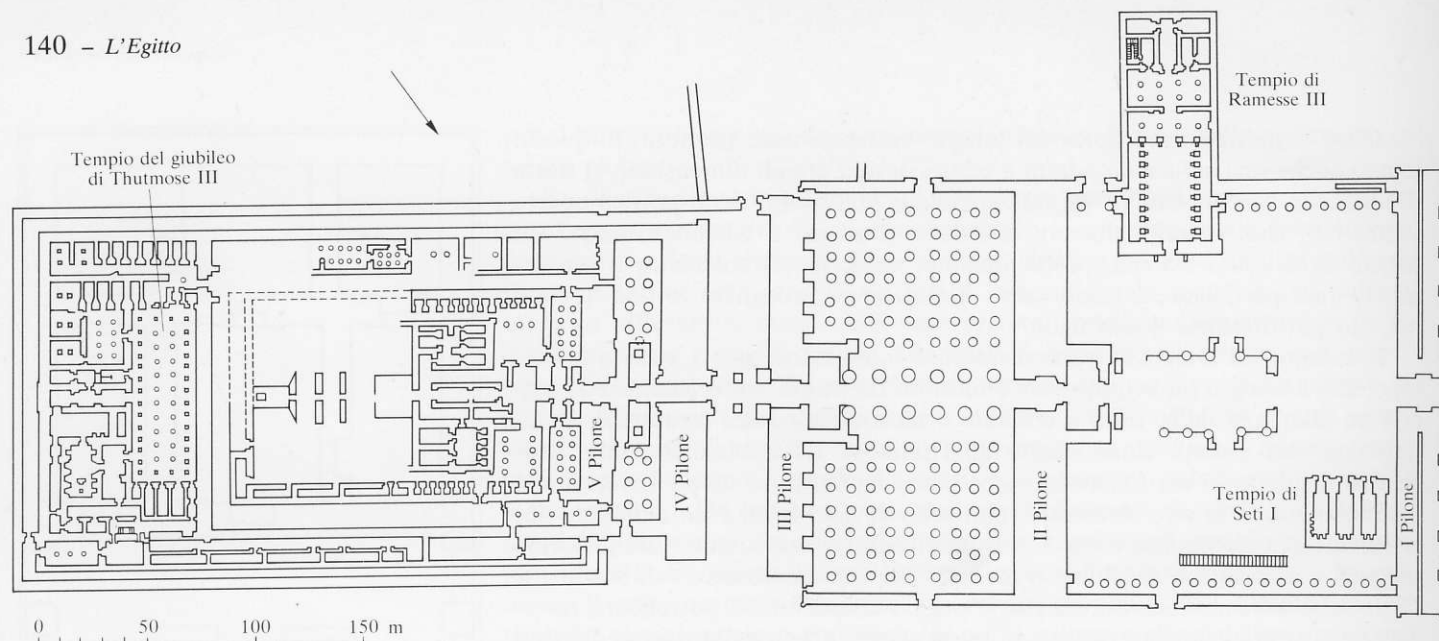 140 – L'Egitto
Tempio di
Ramesse III
Tempio del giubileo
di Thutmose III
V Pilone
IV Pilone
III Pilone
II Pilone
Tempio di
Seti I
I Pilone
0 50 100 150 m